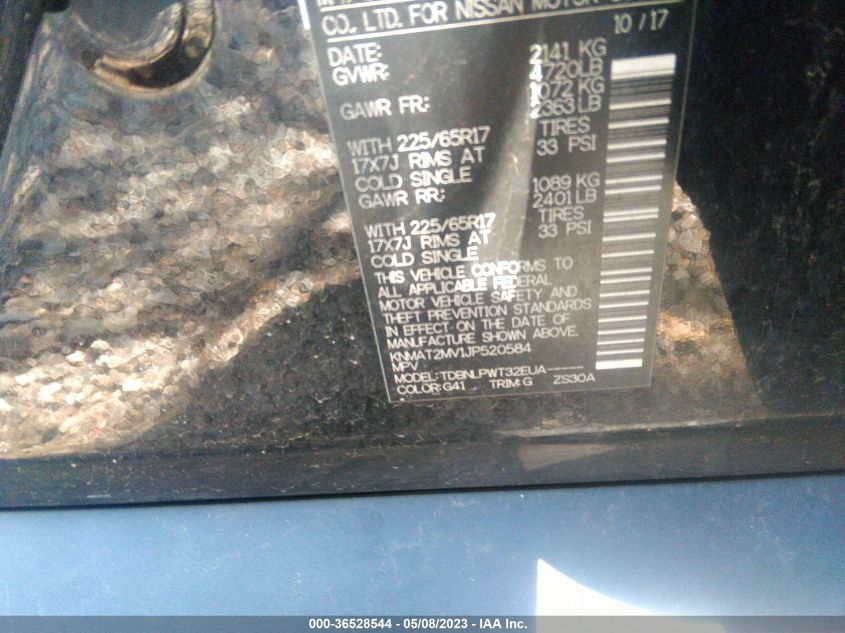 CO. LTD. FOR NISSAN MOTOR
DATE: 10 / 17
GVWR: 2141 KG
4720LB
GAWR FR: 1072 KG
2363LB
WITH 225/65R17 TIRES
17X7J RIMS AT 33 PSI
COLD SINGLE
GAWR RR: 1089 KG
2401LB
WITH 225/65R17 TIRES
17X7J RIMS AT 33 PSI
COLD SINGLE
THIS VEHICLE CONFORMS TO
ALL APPLICABLE FEDERAL
MOTOR VEHICLE SAFETY AND
THEFT PREVENTION STANDARDS
IN EFFECT ON THE DATE OF
MANUFACTURE SHOWN ABOVE.
KNMAT2MV1JP520584
MPV
MODEL: TDBNLPWT32EUA-----
COLOR:G41 TRIM:G ZS30A
000-36528544 - 05/08/2023 - IAA Inc.